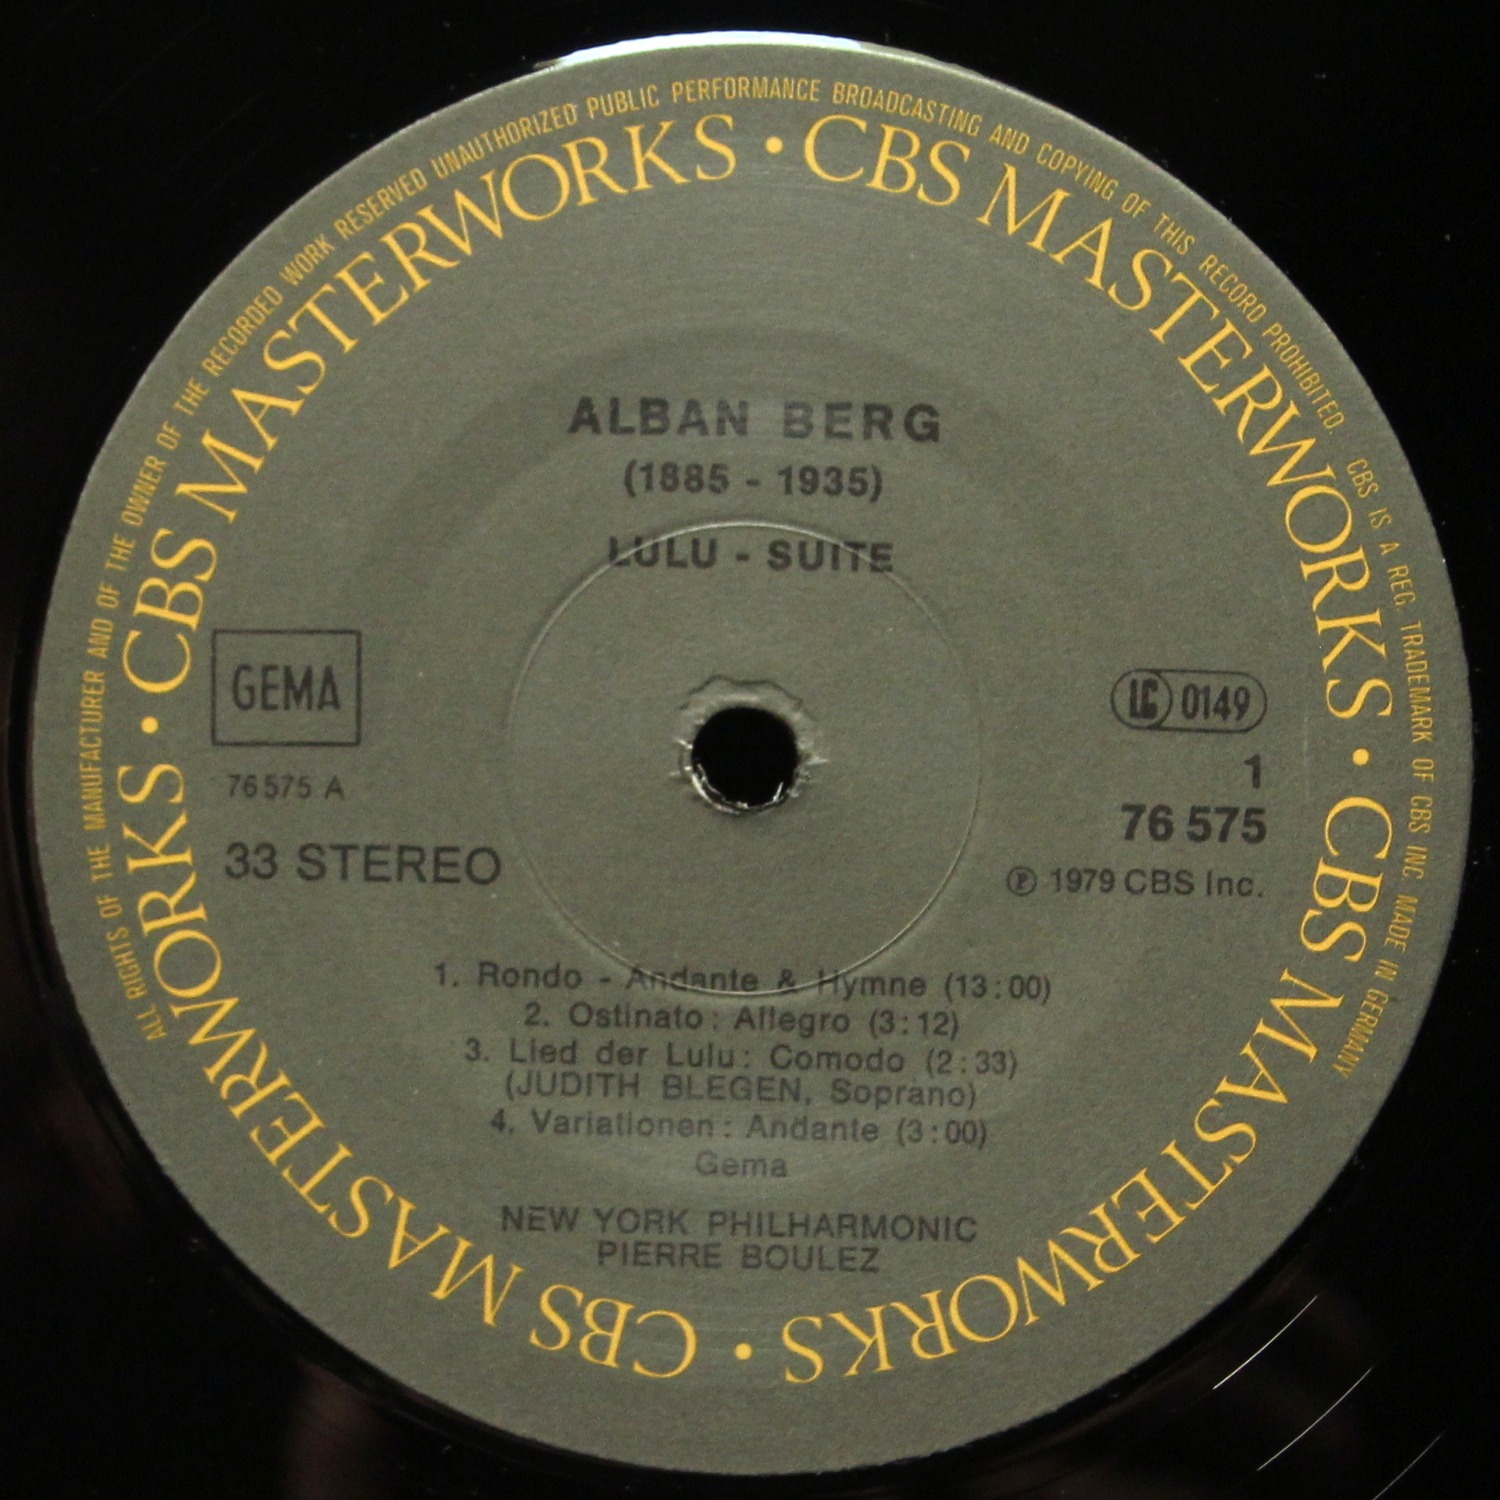 ALL RIGHTS OF THE MANUFACTURER AND OF THE OWNER OF THE RECORDED WORK RESERVED UNAUTHORIZED PUBLIC PERFORMANCE BROADCASTING AND COPYING OF THIS RECORD PROHIBITED. CBS IS A REG. TRADEMARK OF CBS INC. MADE IN GERMANY
CBS MASTERWORKS • CBS MASTERWORKS • CBS MASTERWORKS • CBS MASTERWORKS •
ALBAN BERG
(1885 - 1935)
LULU - SUITE
GEMA
LC 0149
76575 A
1
33 STEREO
76 575
℗ 1979 CBS Inc.
1. Rondo - Andante & Hymne (13:00)
2. Ostinato: Allegro (3:12)
3. Lied der Lulu: Comodo (2:33)
(JUDITH BLEGEN, Soprano)
4. Variationen: Andante (3:00)
Gema
NEW YORK PHILHARMONIC
PIERRE BOULEZ